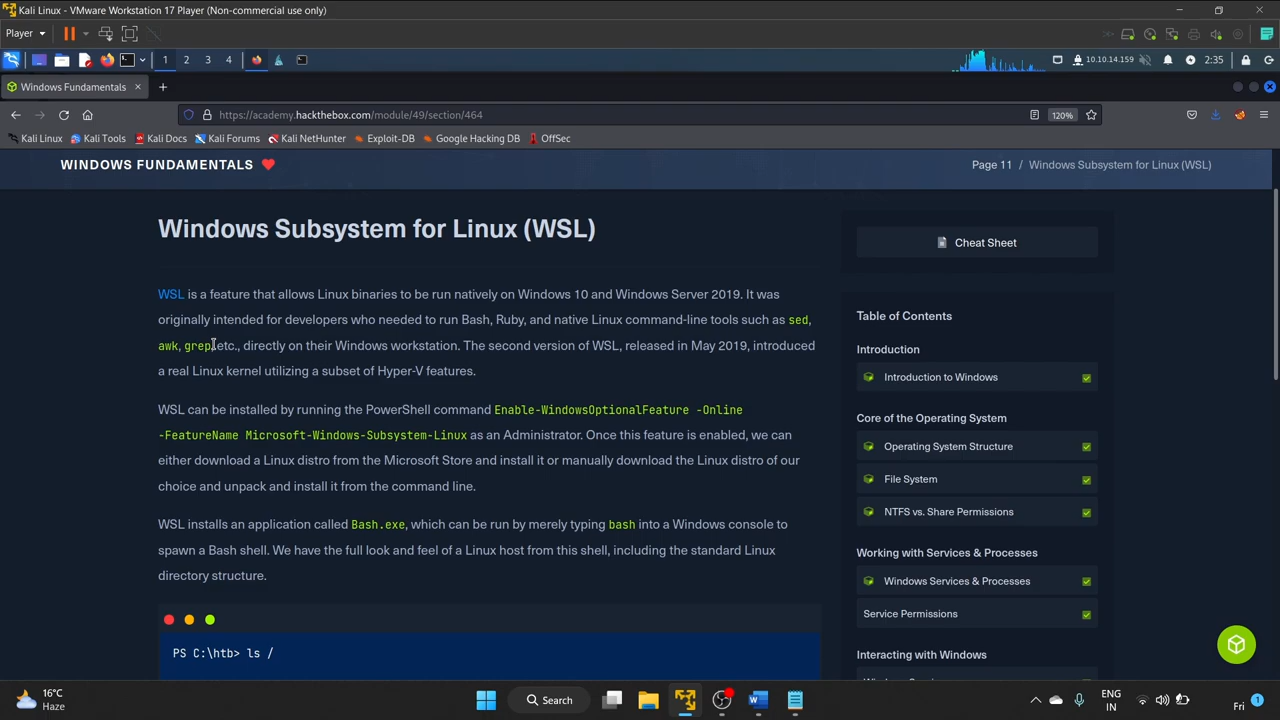 Kali Linux - VMware Workstation 17 Player (Non-commercial use only)
Player
1 2 3 4
10.10.14.159
2:35
Windows Fundamentals
https://academy.hackthebox.com/module/49/section/464
120%
Kali Linux Kali Tools Kali Docs Kali Forums Kali NetHunter Exploit-DB Google Hacking DB OffSec
WINDOWS FUNDAMENTALS
Page 11 / Windows Subsystem for Linux (WSL)
Windows Subsystem for Linux (WSL)
WSL is a feature that allows Linux binaries to be run natively on Windows 10 and Windows Server 2019. It was
originally intended for developers who needed to run Bash, Ruby, and native Linux command-line tools such as sed,
awk, grep, etc., directly on their Windows workstation. The second version of WSL, released in May 2019, introduced
a real Linux kernel utilizing a subset of Hyper-V features.
WSL can be installed by running the PowerShell command Enable-WindowsOptionalFeature -Online
-FeatureName Microsoft-Windows-Subsystem-Linux as an Administrator. Once this feature is enabled, we can
either download a Linux distro from the Microsoft Store and install it or manually download the Linux distro of our
choice and unpack and install it from the command line.
WSL installs an application called Bash.exe, which can be run by merely typing bash into a Windows console to
spawn a Bash shell. We have the full look and feel of a Linux host from this shell, including the standard Linux
directory structure.
PS C:\htb> ls /
Cheat Sheet
Table of Contents
Introduction
Introduction to Windows
Core of the Operating System
Operating System Structure
File System
NTFS vs. Share Permissions
Working with Services & Processes
Windows Services & Processes
Service Permissions
Interacting with Windows
16°C
Haze
Search
ENG
IN
Fri
1